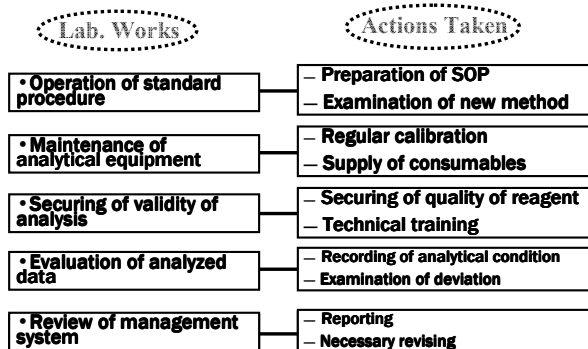 Lab. Works
Actions Taken
• Operation of standard
procedure
– Preparation of SOP
– Examination of new method
• Maintenance of
analytical equipment
– Regular calibration
– Supply of consumables
• Securing of validity of
analysis
– Securing of quality of reagent
– Technical training
• Evaluation of analyzed
data
– Recording of analytical condition
– Examination of deviation
• Review of management
system
– Reporting
– Necessary revising